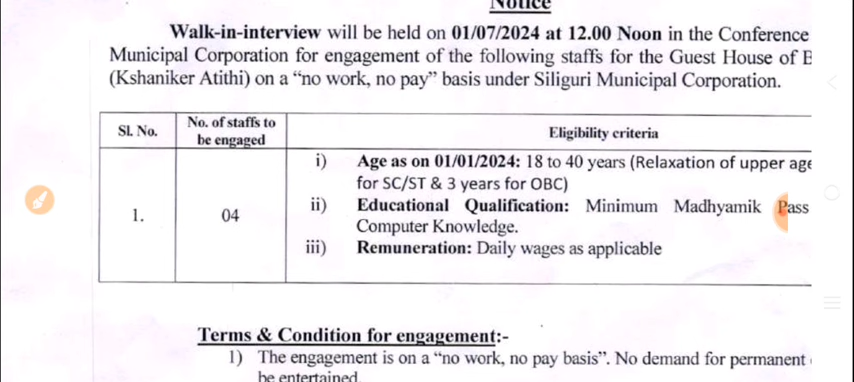 Notice
Walk-in-interview will be held on 01/07/2024 at 12.00 Noon in the Conference
Municipal Corporation for engagement of the following staffs for the Guest House of
(Kshaniker Atithi) on a “no work, no pay” basis under Siliguri Municipal Corporation.
Sl. No.
No. of staffs to
be engaged
Eligibility criteria
1.
04
i) Age as on 01/01/2024: 18 to 40 years (Relaxation of upper age
for SC/ST & 3 years for OBC)
ii) Educational Qualification: Minimum Madhyamik Pass
Computer Knowledge.
iii) Remuneration: Daily wages as applicable
Terms & Condition for engagement:-
1) The engagement is on a “no work, no pay basis”. No demand for permanent
be entertained.